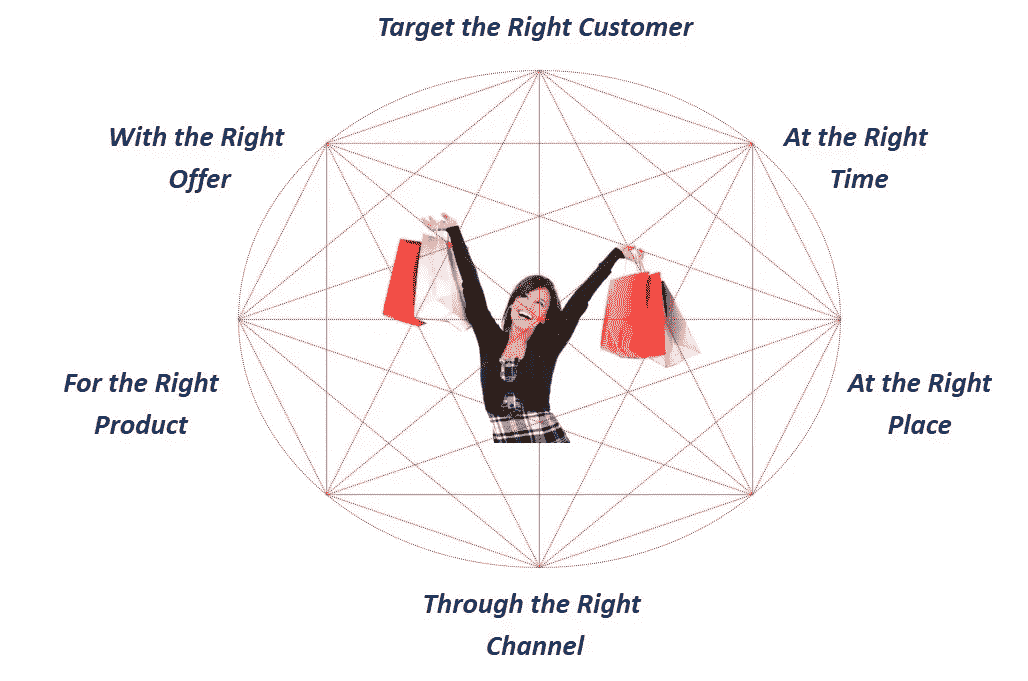 Target the Right Customer
At the Right
Time
At the Right
Place
Through the Right
Channel
For the Right
Product
With the Right
Offer